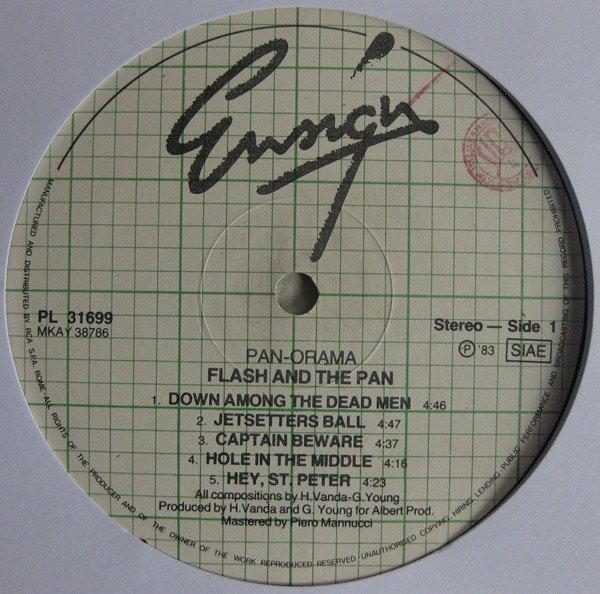 Ensign
PL 31699
MKAY 38786
Stereo — Side 1
Ⓟ '83 SIAE
PAN-ORAMA
FLASH AND THE PAN
1. DOWN AMONG THE DEAD MEN 4:46
2. JETSETTERS BALL 4:47
3. CAPTAIN BEWARE 4:37
4. HOLE IN THE MIDDLE 4:16
5. HEY, ST. PETER 4:23
All compositions by H.Vanda-G.Young
Produced by H.Vanda and G. Young for Albert Prod.
Mastered by Piero Mannucci
MANUFACTURED AND DISTRIBUTED BY RCA S.P.A. ROME·ALL RIGHTS OF THE PRODUCER AND OF THE OWNER OF THE WORK REPRODUCED RESERVED·UNAUTHORISED COPYING, HIRING, LENDING, PUBLIC PERFORMANCE AND BROADCASTING OF THIS RECORD PROHIBITED